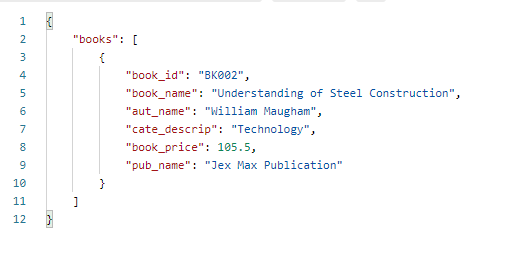 1 {
2 "books": [
3 {
4 "book_id": "BK002",
5 "book_name": "Understanding of Steel Construction",
6 "aut_name": "William Maugham",
7 "cate_descrip": "Technology",
8 "book_price": 105.5,
9 "pub_name": "Jex Max Publication"
10 }
11 ]
12 }